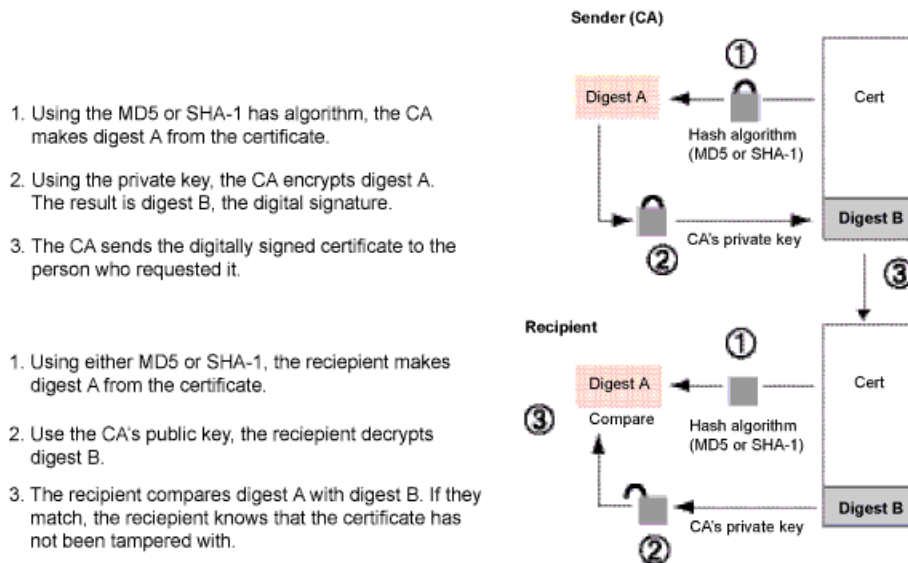 Sender (CA)
1
Digest A
Cert
Hash algorithm
(MD5 or SHA-1)
Digest B
CA's private key
2
3
1. Using the MD5 or SHA-1 has algorithm, the CA
makes digest A from the certificate.
2. Using the private key, the CA encrypts digest A.
The result is digest B, the digital signature.
3. The CA sends the digitally signed certificate to the
person who requested it.
Recipient
1
Digest A
Cert
3
Compare
Hash algorithm
(MD5 or SHA-1)
Digest B
CA's private key
2
1. Using either MD5 or SHA-1, the reciepient makes
digest A from the certificate.
2. Use the CA's public key, the reciepient decrypts
digest B.
3. The recipient compares digest A with digest B. If they
match, the reciepient knows that the certificate has
not been tampered with.